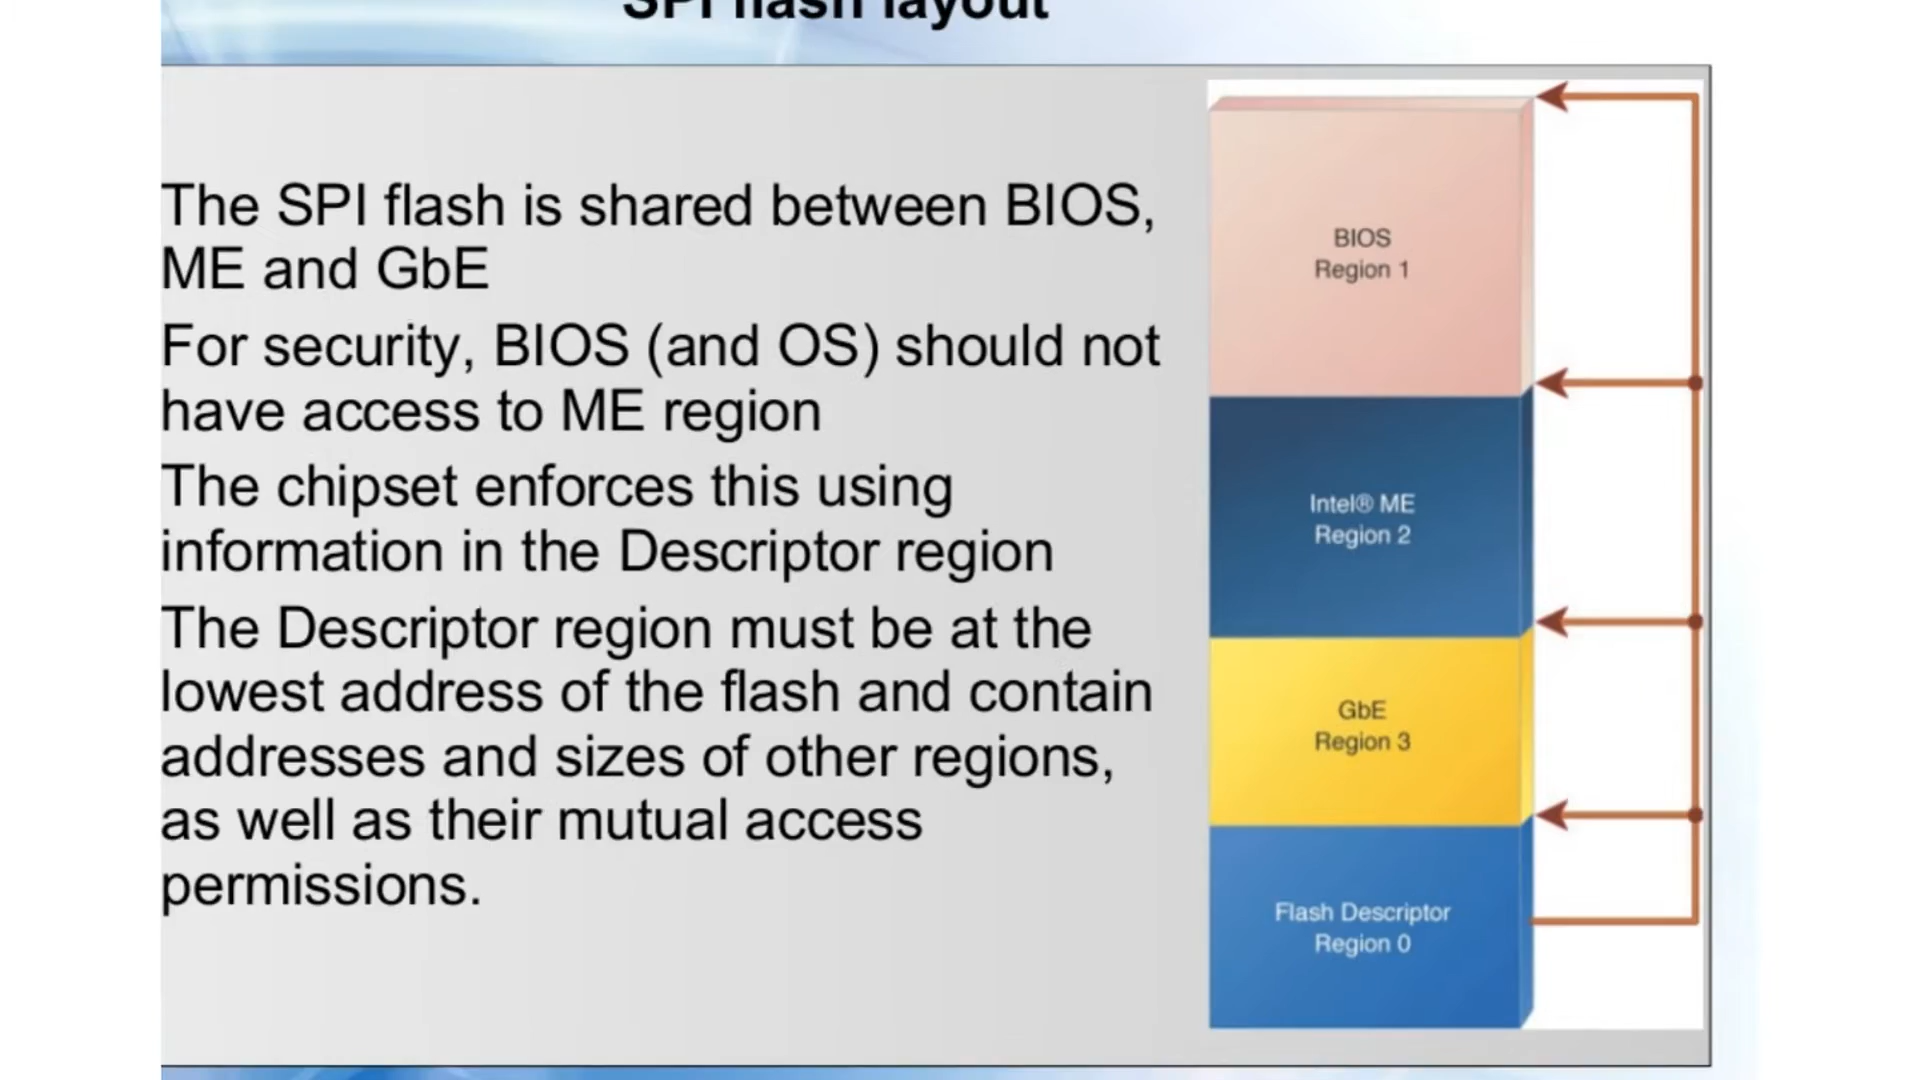 SPI flash layout
The SPI flash is shared between BIOS,
ME and GbE
For security, BIOS (and OS) should not
have access to ME region
The chipset enforces this using
information in the Descriptor region
The Descriptor region must be at the
lowest address of the flash and contain
addresses and sizes of other regions,
as well as their mutual access
permissions.
BIOS
Region 1
Intel® ME
Region 2
GbE
Region 3
Flash Descriptor
Region 0